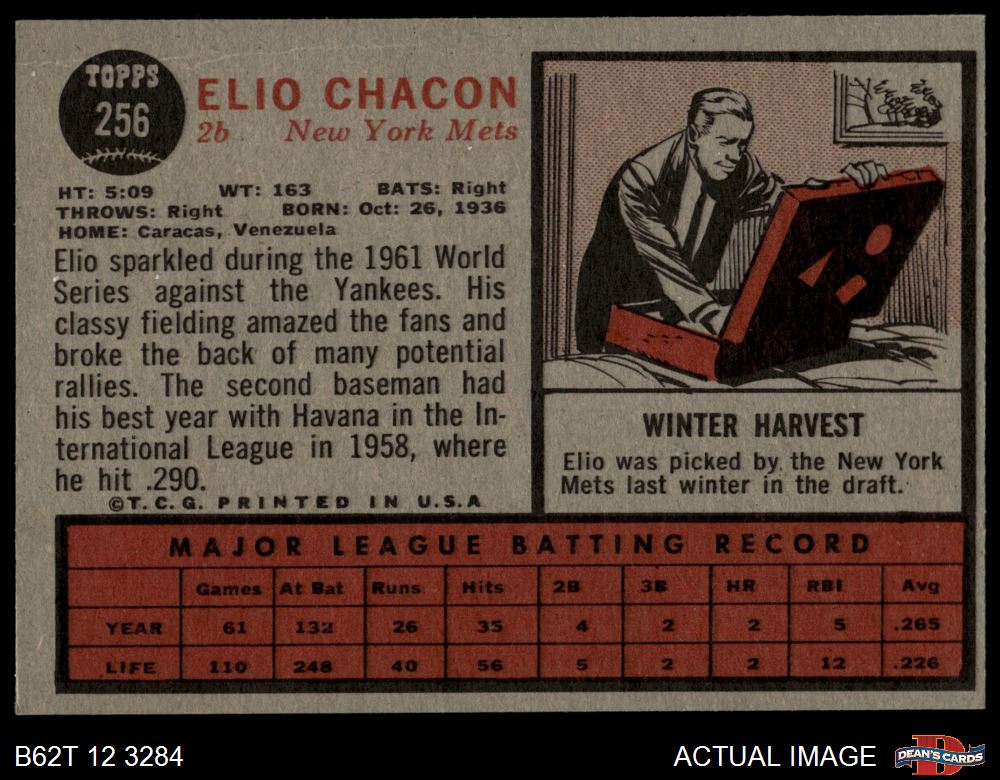 TOPPS
256
ELIO CHACON
2b New York Mets
HT: 5:09 WT: 163 BATS: Right
THROWS: Right BORN: Oct: 26, 1936
HOME: Caracas, Venezuela
Elio sparkled during the 1961 World
Series against the Yankees. His
classy fielding amazed the fans and
broke the back of many potential
rallies. The second baseman had
his best year with Havana in the In-
ternational League in 1958, where
he hit .290.
©T.C.G. PRINTED IN U.S.A
WINTER HARVEST
Elio was picked by the New York
Mets last winter in the draft.
MAJOR LEAGUE BATTING RECORD
Games At Bat Runs Hits 2B 3B HR RBI Avg
YEAR 61 132 26 35 4 2 2 5 .265
LIFE 110 248 40 56 5 2 2 12 .226
B62T 12 3284 ACTUAL IMAGE
DEAN'S CARDS